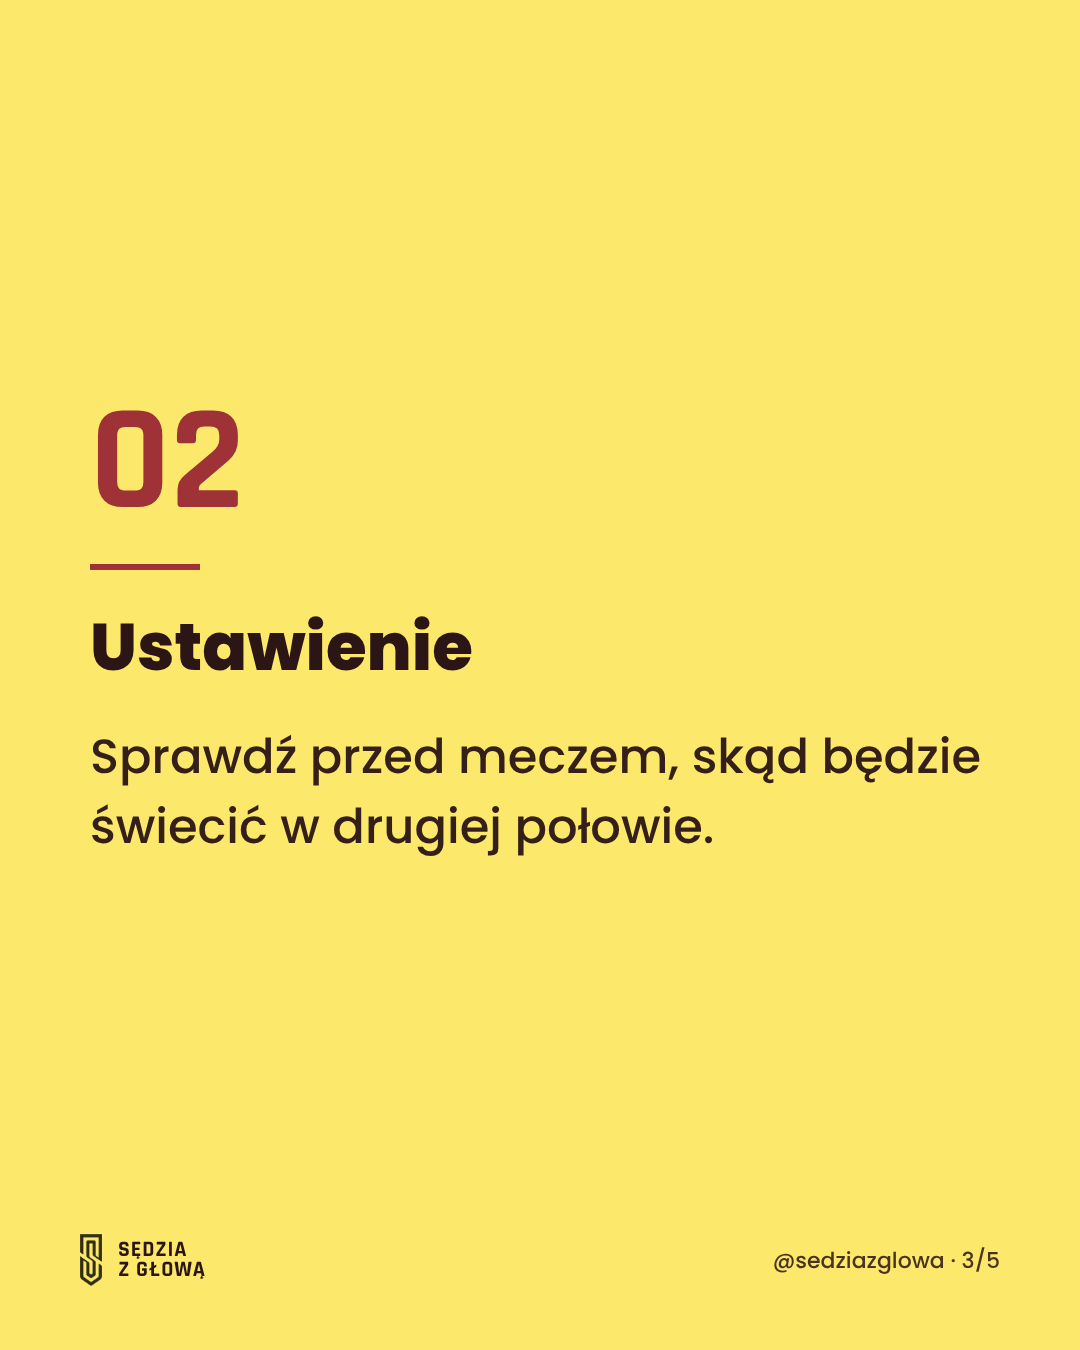 02
Ustawienie
Sprawdź przed meczem, skąd będzie
świecić w drugiej połowie.
SĘDZIA
Z GŁOWĄ
@sedziazglowa · 3/5